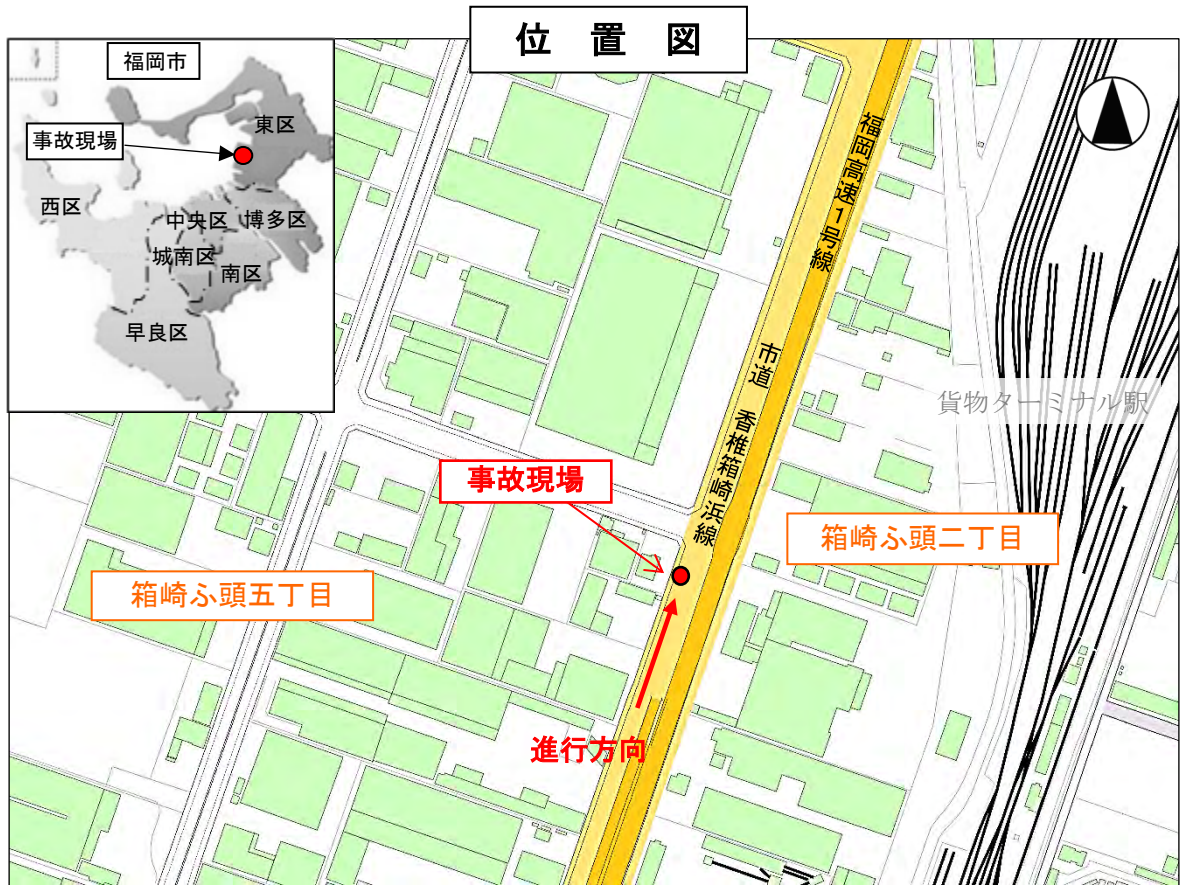 位 置 図
福岡市
東区
事故現場
西区
中央区
博多区
城南区
南区
早良区
福岡高速1号線
市道 香椎箱崎浜線
貨物ターミナル駅
事故現場
箱崎ふ頭二丁目
箱崎ふ頭五丁目
進行方向